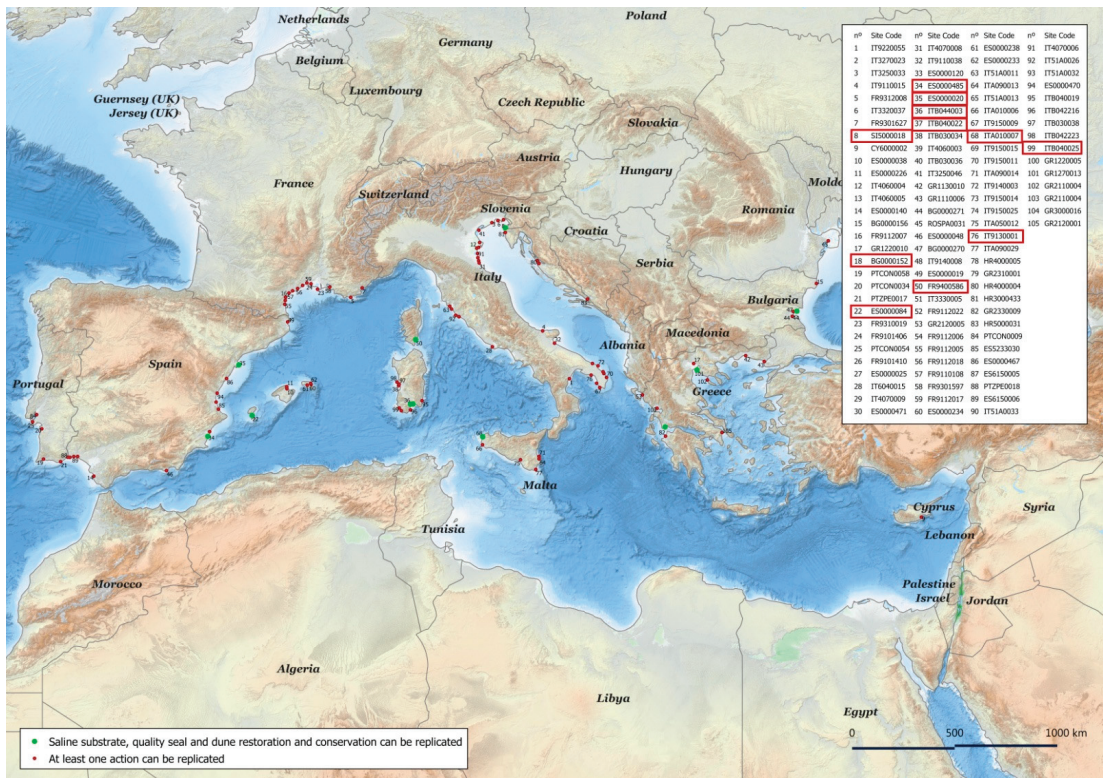 Netherlands
Poland
Germany
Belgium
Guernsey (UK)
Jersey (UK)
Luxembourg
Czech Republic
Slovakia
Austria
France
Switzerland
Hungary
Moldo
Slovenia
Romania
Croatia
Italy
Serbia
Bulgaria
Spain
Macedonia
Albania
Portugal
Greece
Malta
Cyprus
Syria
Tunisia
Lebanon
Palestine
Israel
Jordan
Morocco
Algeria
Libya
Egypt
nº Site Code nº Site Code nº Site Code nº Site Code
1 IT9220055 31 IT4070008 61 ES0000238 91 IT4070006
2 IT3270023 32 IT9110038 62 ES0000233 92 IT51A0026
3 IT3250033 33 ES0000120 63 IT51A0011 93 IT51A0032
4 IT9110015 34 ES0000485 64 ITA090013 94 ES0000470
5 FR9312008 35 ES0000020 65 IT51A0013 95 ITB040019
6 IT3320037 36 ITB044003 66 ITA010006 96 ITB042216
7 FR9301627 37 ITB040022 67 IT9150009 97 ITB030038
8 SI5000018 38 ITB030034 68 ITA010007 98 ITB042223
9 CY6000002 39 IT4060003 69 IT9150015 99 ITB040025
10 ES0000038 40 ITB030036 70 IT9150011 100 GR1220005
11 ES0000226 41 IT3250046 71 ITA090014 101 GR1270013
12 IT4060004 42 GR1130010 72 IT9140003 102 GR2110004
13 IT4060005 43 GR1110006 73 IT9150014 103 GR2110004
14 ES0000140 44 BG0000271 74 IT9150025 104 GR3000016
15 BG0000156 45 ROSPA0031 75 ITA050012 105 GR2120001
16 FR9112007 46 ES0000048 76 IT9130001
17 GR1220010 47 BG0000270 77 ITA090029
18 BG0000152 48 IT9140008 78 HR4000005
19 PTCON0058 49 ES0000019 79 GR2310001
20 PTCON0034 50 FR9400586 80 HR4000004
21 PTZPE0017 51 IT3330005 81 HR3000433
22 ES0000084 52 FR9112022 82 GR2330009
23 FR9310019 53 GR2120005 83 HR5000031
24 FR9101406 54 FR9112006 84 PTCON0009
25 PTCON0054 55 FR9112005 85 ES5233030
26 FR9101410 56 FR9112018 86 ES0000467
27 ES0000025 57 FR9110108 87 ES6150005
28 IT6040015 58 FR9301597 88 PTZPE0018
29 IT4070009 59 FR9112017 89 ES6150006
30 ES0000471 60 ES0000234 90 IT51A0033
Saline substrate, quality seal and dune restoration and conservation can be replicated
At least one action can be replicated
0 500 1000 km